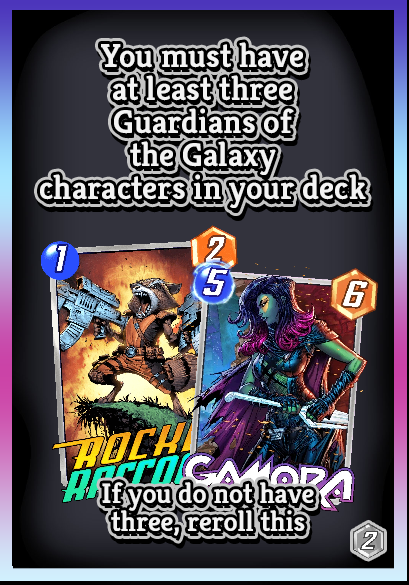 You must have
at least three
Guardians of
the Galaxy
characters in your deck
1
2
5
6
GAMORA
If you do not have
three, reroll this
2